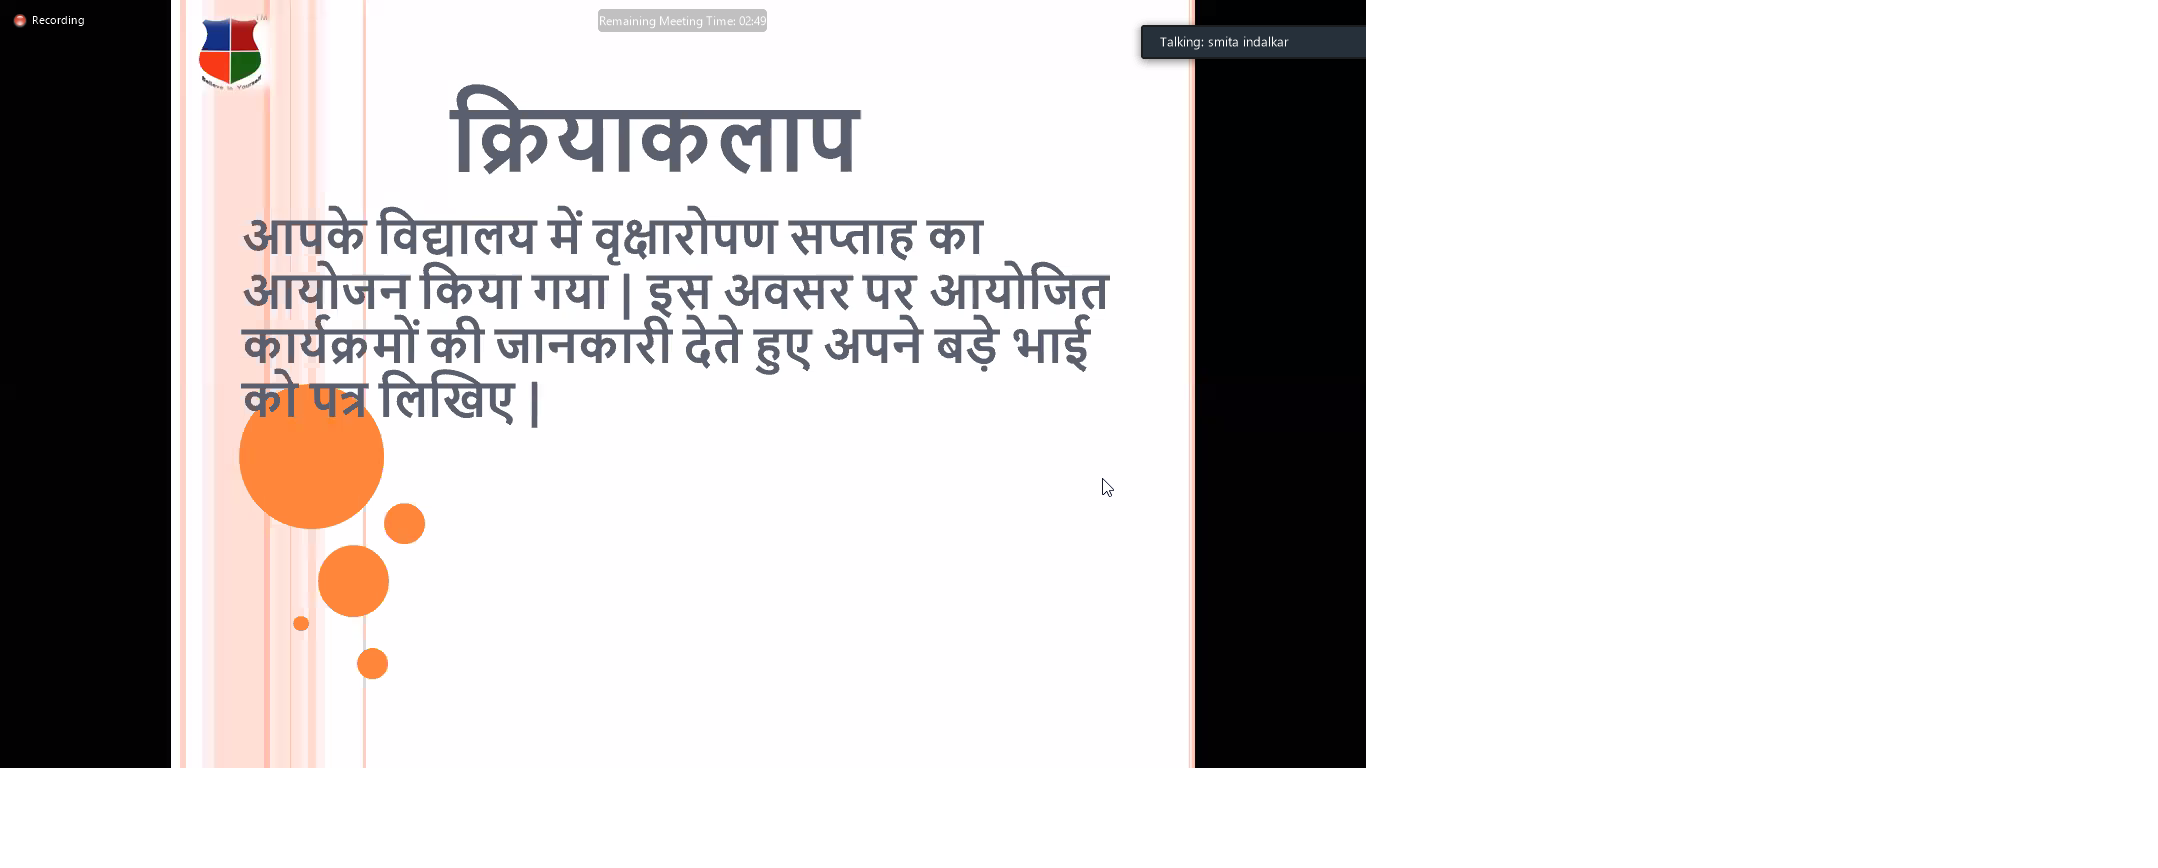 Recording
Remaining Meeting Time: 02:49
Talking: smita indalkar
TM
Believe in Yourself
क्रियाकलाप
आपके विद्यालय में वृक्षारोपण सप्ताह का
आयोजन किया गया | इस अवसर पर आयोजित
कार्यक्रमों की जानकारी देते हुए अपने बड़े भाई
को पत्र लिखिए |